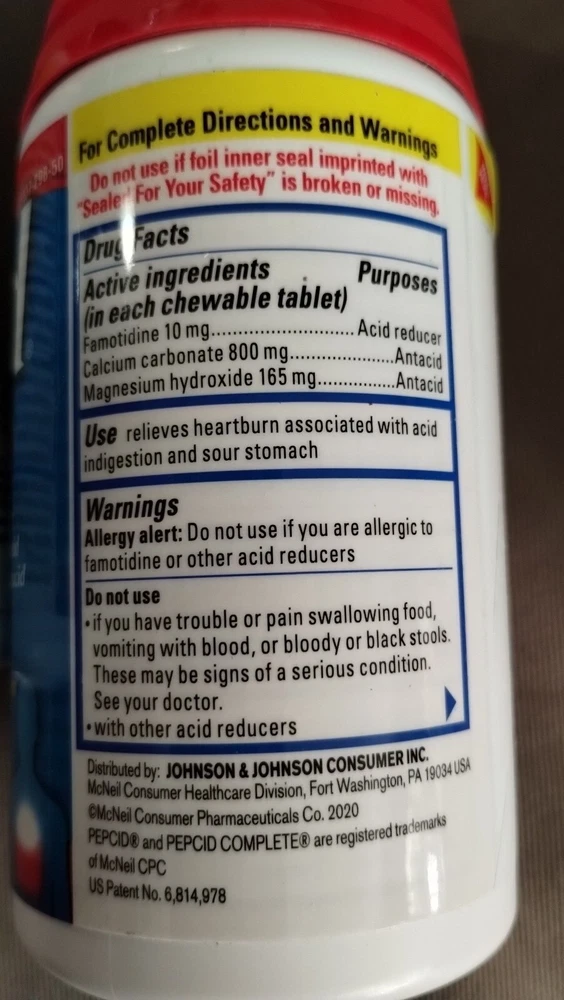 For Complete Directions and Warnings
Do not use if foil inner seal imprinted with
"Sealed For Your Safety" is broken or missing.
Drug Facts
Active ingredients Purposes
(in each chewable tablet)
Famotidine 10 mg............................Acid reducer
Calcium carbonate 800 mg.....................Antacid
Magnesium hydroxide 165 mg................Antacid
Use relieves heartburn associated with acid
indigestion and sour stomach
Warnings
Allergy alert: Do not use if you are allergic to
famotidine or other acid reducers
Do not use
• if you have trouble or pain swallowing food,
vomiting with blood, or bloody or black stools.
These may be signs of a serious condition.
See your doctor.
• with other acid reducers
Distributed by: JOHNSON & JOHNSON CONSUMER INC.
McNeil Consumer Healthcare Division, Fort Washington, PA 19034 USA
©McNeil Consumer Pharmaceuticals Co. 2020
PEPCID® and PEPCID COMPLETE® are registered trademarks
of McNeil CPC
US Patent No. 6,814,978